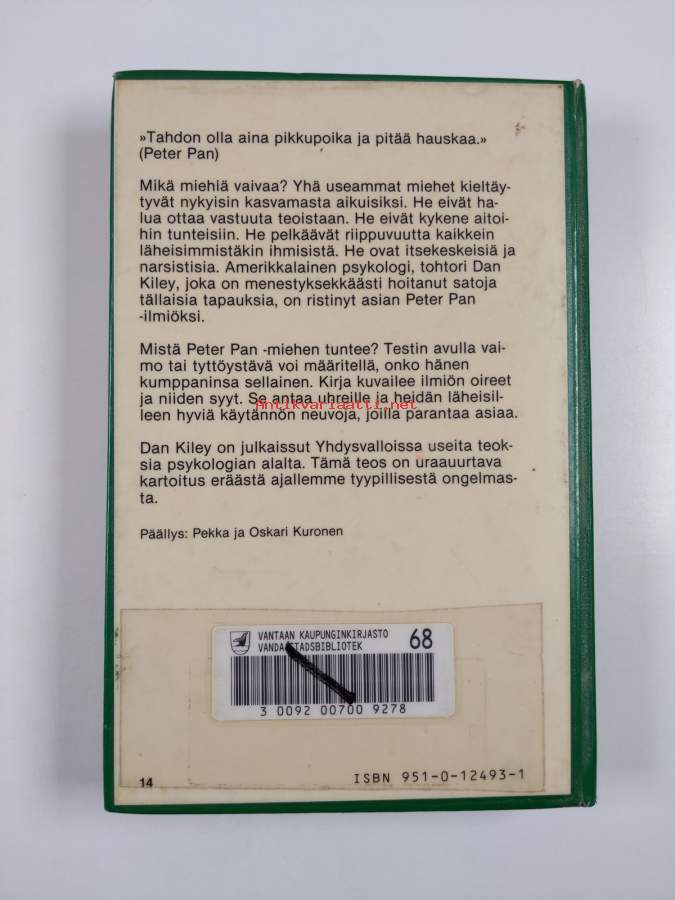 »Tahdon olla aina pikkupoika ja pitää hauskaa.»
(Peter Pan)
Mikä miehiä vaivaa? Yhä useammat miehet kieltäy-
tyvät nykyisin kasvamasta aikuisiksi. He eivät ha-
lua ottaa vastuuta teoistaan. He eivät kykene aitoi-
hin tunteisiin. He pelkäävät riippuvuutta kaikkein
läheisimmistäkin ihmisistä. He ovat itsekeskeisiä ja
narsistisia. Amerikkalainen psykologi, tohtori Dan
Kiley, joka on menestyksekkäästi hoitanut satoja
tällaisia tapauksia, on ristinyt asian Peter Pan
-ilmiöksi.
Mistä Peter Pan -miehen tuntee? Testin avulla vai-
mo tai tyttöystävä voi määritellä, onko hänen
kumppaninsa sellainen. Kirja kuvailee ilmiön oireet
ja niiden syyt. Se antaa uhreille ja heidän läheisil-
Antikvariaatti.net
leen hyviä käytännön neuvoja, joilla parantaa asiaa.
Dan Kiley on julkaissut Yhdysvalloissa useita teok-
sia psykologian alalta. Tämä teos on uraauurtava
kartoitus eräästä ajallemme tyypillisestä ongelmas-
ta.
Päällys: Pekka ja Oskari Kuronen
VANTAAN KAUPUNGINKIRJASTO 68
VANDA STADSBIBLIOTEK
3 0092 00700 9278
14 ISBN 951-0-12493-1